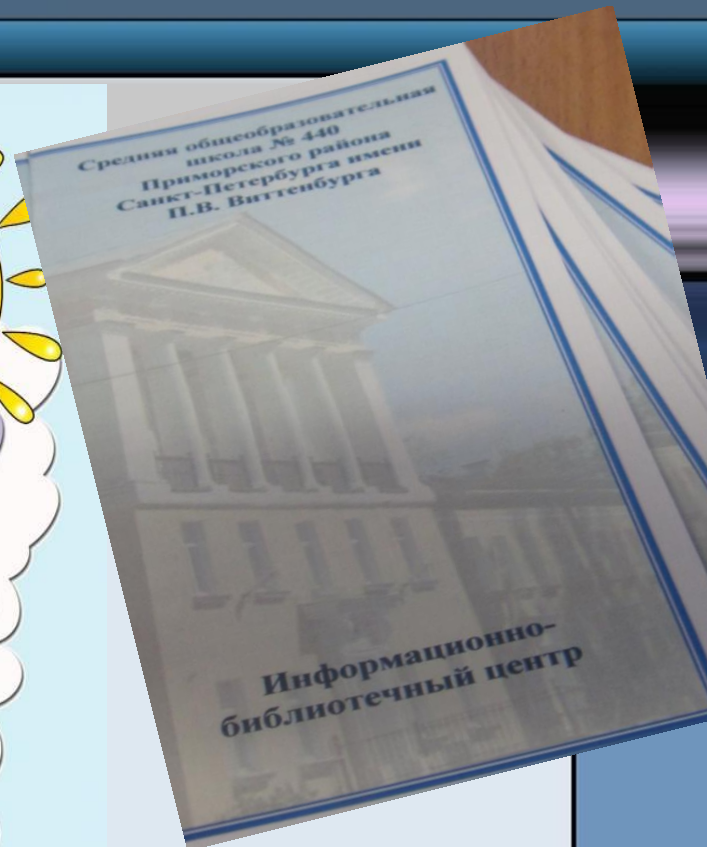 Средняя общеобразовательная
школа № 440
Приморского района
Санкт-Петербурга имени
П.В. Виттенбурга
Информационно-
библиотечный центр